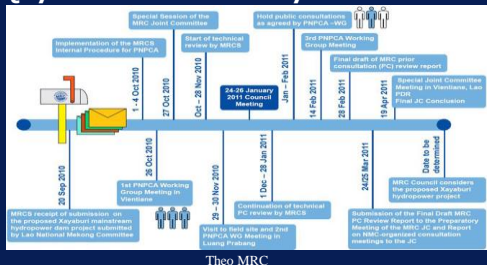 Special Session of the
MRC Joint Committee
Hold public consultations
as agreed by PNPCA -WG
Implementation of the MRCS
Internal Procedure for PNPCA
Start of technical
review by MRCS
3rd PNPCA Working
Group Meeting
Final draft of MRC prior
consultation (PC) review report
24-26 January
2011 Council
Meeting
Special Joint Committee
Meeting in Vientiane, Lao
PDR
Final JC Conclusion
1 - 4 Oct 2010
27 Oct 2010
Oct – 28 Nov 2010
Jan – Feb 2011
14 Feb 2011
28 Feb 2011
19 Apr 2011
20 Sep 2010
26 Oct 2010
29 – 30 Nov 2010
1 Dec – 28 Jan 2011
24/25 Mar 2011
Date to be
determined
1st PNPCA Working
Group Meeting in
Vientiane
Continuation of technical
PC review by MRCS
MRC Council considers
the proposed Xayaburi
hydropower project
MRCS receipt of submission on
the proposed Xayaburi mainstream
hydropower dam project submitted
by Lao National Mekong Committee
Visit to field site and 2nd
PNPCA WG Meeting in
Luang Prabang
Submission of the Final Draft MRC
PC Review Report to the Preparatory
Meeting of the MRC JC and Report
on NMC-organized consultation
meetings to the JC
Theo MRC